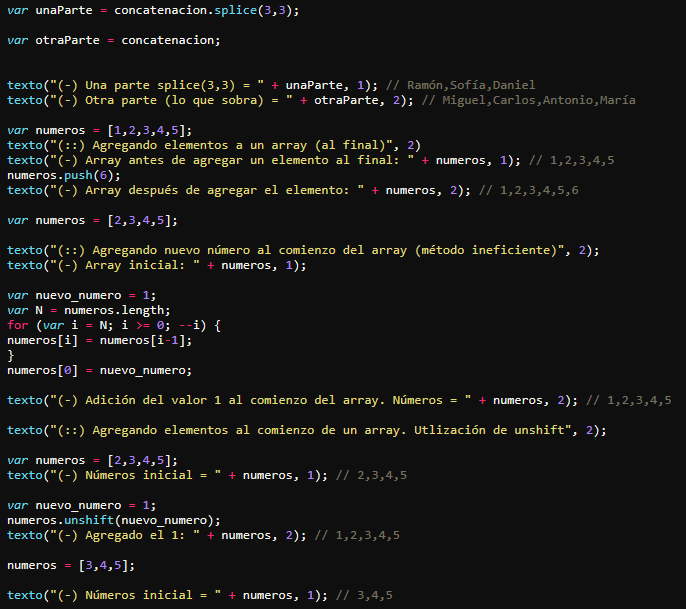 var unaParte = concatenacion.splice(3,3);
var otraParte = concatenacion;
texto("(-) Una parte splice(3,3) = " + unaParte, 1); // Ramón,Sofía,Daniel
texto("(-) Otra parte (lo que sobra) = " + otraParte, 2); // Miguel,Carlos,Antonio,María
var numeros = [1,2,3,4,5];
texto("(::) Agregando elementos a un array (al final)", 2)
texto("(-) Array antes de agregar un elemento al final: " + numeros, 1); // 1,2,3,4,5
numeros.push(6);
texto("(-) Array después de agregar el elemento: " + numeros, 2); // 1,2,3,4,5,6
var numeros = [2,3,4,5];
texto("(::) Agregando nuevo número al comienzo del array (método ineficiente)", 2);
texto("(-) Array inicial: " + numeros, 1);
var nuevo_numero = 1;
var N = numeros.length;
for (var i = N; i >= 0; --i) {
numeros[i] = numeros[i-1];
}
numeros[0] = nuevo_numero;
texto("(-) Adición del valor 1 al comienzo del array. Números = " + numeros, 2); // 1,2,3,4,5
texto("(::) Agregando elementos al comienzo de un array. Utlización de unshift", 2);
var numeros = [2,3,4,5];
texto("(-) Números inicial = " + numeros, 1); // 2,3,4,5
var nuevo_numero = 1;
numeros.unshift(nuevo_numero);
texto("(-) Agregado el 1: " + numeros, 2); // 1,2,3,4,5
numeros = [3,4,5];
texto("(-) Números inicial = " + numeros, 1); // 3,4,5